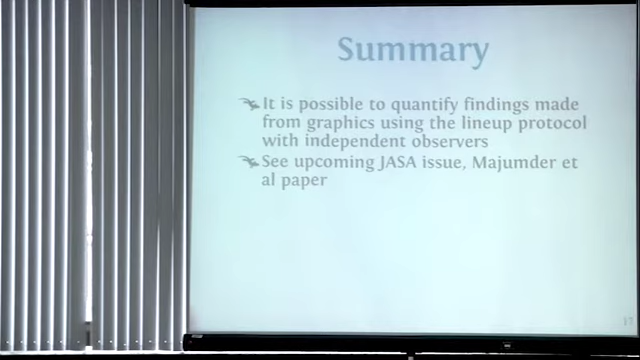 Summary
It is possible to quantify findings made
from graphics using the lineup protocol
with independent observers
See upcoming JASA issue, Majumder et
al paper